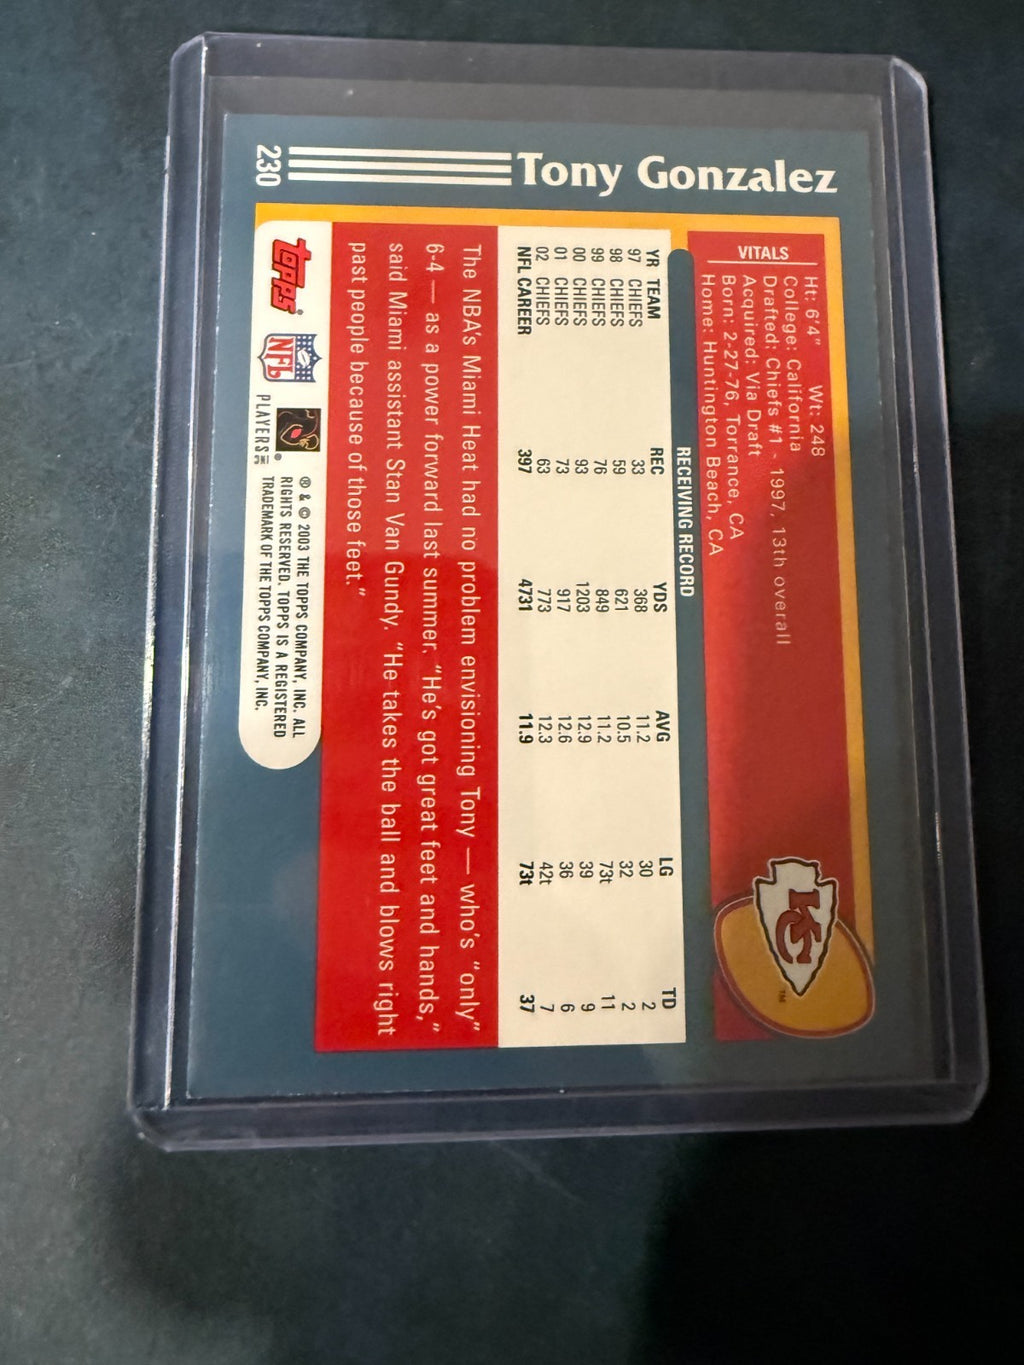 Tony Gonzalez
230
VITALS
Ht: 6'4" Wt: 248
College: California
Drafted: Chiefs #1 - 1997, 13th overall
Acquired: Via Draft
Born: 2-27-76, Torrance, CA
Home: Huntington Beach, CA
KC
TM
RECEIVING RECORD
YR TEAM REC YDS AVG LG TD
97 CHIEFS 33 368 11.2 30 2
98 CHIEFS 59 621 10.5 32 2
99 CHIEFS 76 849 11.2 73t 11
00 CHIEFS 93 1203 12.9 39 9
01 CHIEFS 73 917 12.6 36 6
02 CHIEFS 63 773 12.3 42t 7
NFL CAREER 397 4731 11.9 73t 37
The NBA's Miami Heat had no problem envisioning Tony — who's "only"
6-4 — as a power forward last summer. "He's got great feet and hands,"
said Miami assistant Stan Van Gundy. "He takes the ball and blows right
past people because of those feet."
topps®
NFL
PLAYERS
® & © 2003 THE TOPPS COMPANY, INC. ALL
RIGHTS RESERVED. TOPPS IS A REGISTERED
TRADEMARK OF THE TOPPS COMPANY, INC.